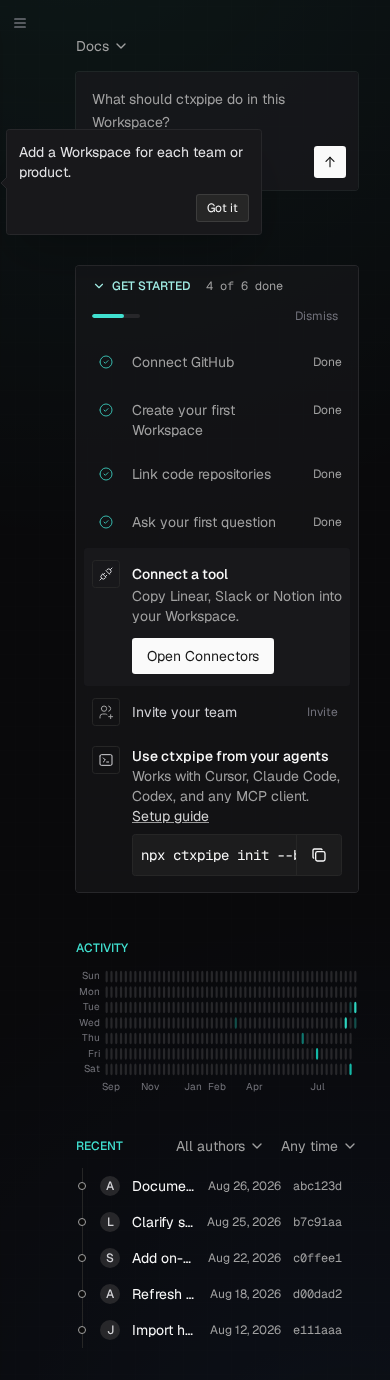 Docs
What should ctxpipe do in this
Workspace?
Add a Workspace for each team or
product.
Got it
GET STARTED 4 of 6 done
Dismiss
Connect GitHub Done
Create your first Done
Workspace
Link code repositories Done
Ask your first question Done
Connect a tool
Copy Linear, Slack or Notion into
your Workspace.
Open Connectors
Invite your team Invite
Use ctxpipe from your agents
Works with Cursor, Claude Code,
Codex, and any MCP client.
Setup guide
npx ctxpipe init --
ACTIVITY
Sun
Mon
Tue
Wed
Thu
Fri
Sat
Sep Nov Jan Feb Apr Jul
RECENT All authors Any time
A Docume... Aug 26, 2026 abc123d
L Clarify s... Aug 25, 2026 b7c91aa
S Add on-... Aug 22, 2026 c0ffee1
A Refresh ... Aug 18, 2026 d00dad2
J Import h... Aug 12, 2026 e111aaa